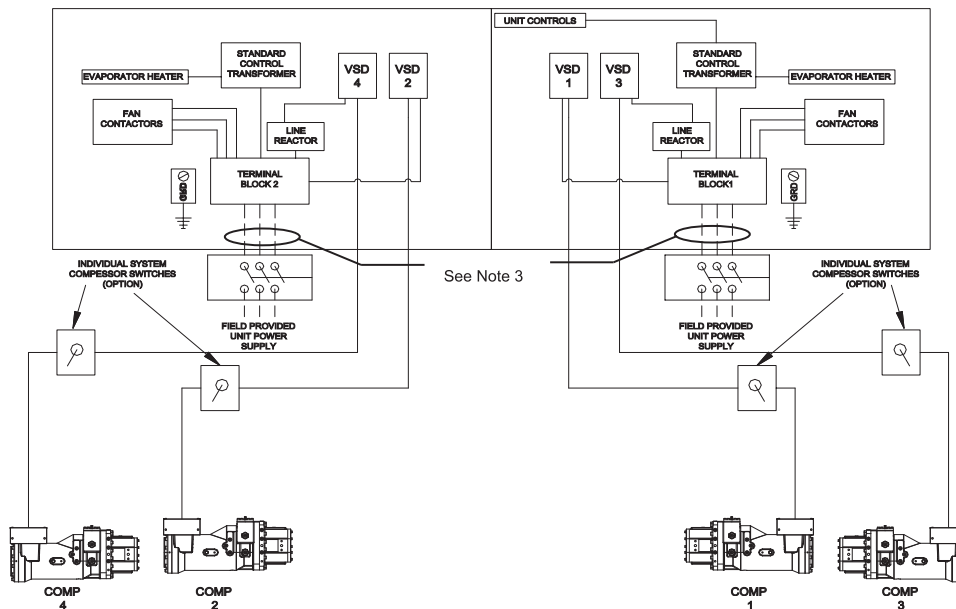 UNIT CONTROLS
STANDARD
CONTROL
TRANSFORMER
VSD
4
VSD
2
EVAPORATOR HEATER
FAN
CONTACTORS
LINE
REACTOR
TERMINAL
BLOCK 2
GRD
VSD
1
VSD
3
STANDARD
CONTROL
TRANSFORMER
EVAPORATOR HEATER
LINE
REACTOR
FAN
CONTACTORS
TERMINAL
BLOCK1
GRD
INDIVIDUAL SYSTEM
COMPESSOR SWITCHES
(OPTION)
See Note 3
INDIVIDUAL SYSTEM
COMPESSOR SWITCHES
(OPTION)
FIELD PROVIDED
UNIT POWER
SUPPLY
FIELD PROVIDED
UNIT POWER
SUPPLY
COMP
4
COMP
2
COMP
1
COMP
3